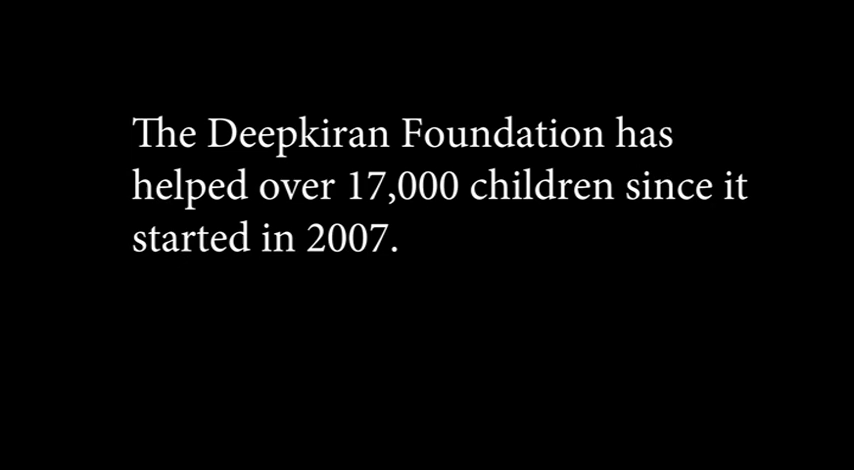 The Deepkiran Foundation has
helped over 17,000 children since it
started in 2007.